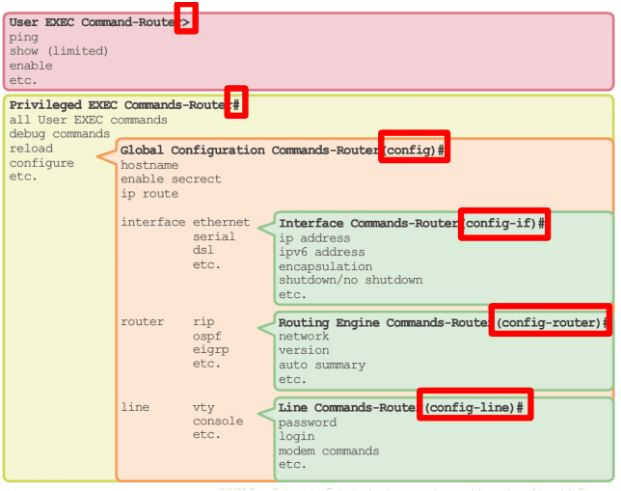 User EXEC Command-Router>
ping
show (limited)
enable
etc.
Privileged EXEC Commands-Router#
all User EXEC commands
debug commands
reload
configure
etc.
Global Configuration Commands-Router(config)#
hostname
enable secrect
ip route
interface ethernet
serial
dsl
etc.
Interface Commands-Router(config-if)#
ip address
ipv6 address
encapsulation
shutdown/no shutdown
etc.
router rip
ospf
eigrp
etc.
Routing Engine Commands-Router(config-router)#
network
version
auto summary
etc.
line vty
console
etc.
Line Commands-Router(config-line)#
password
login
modem commands
etc.